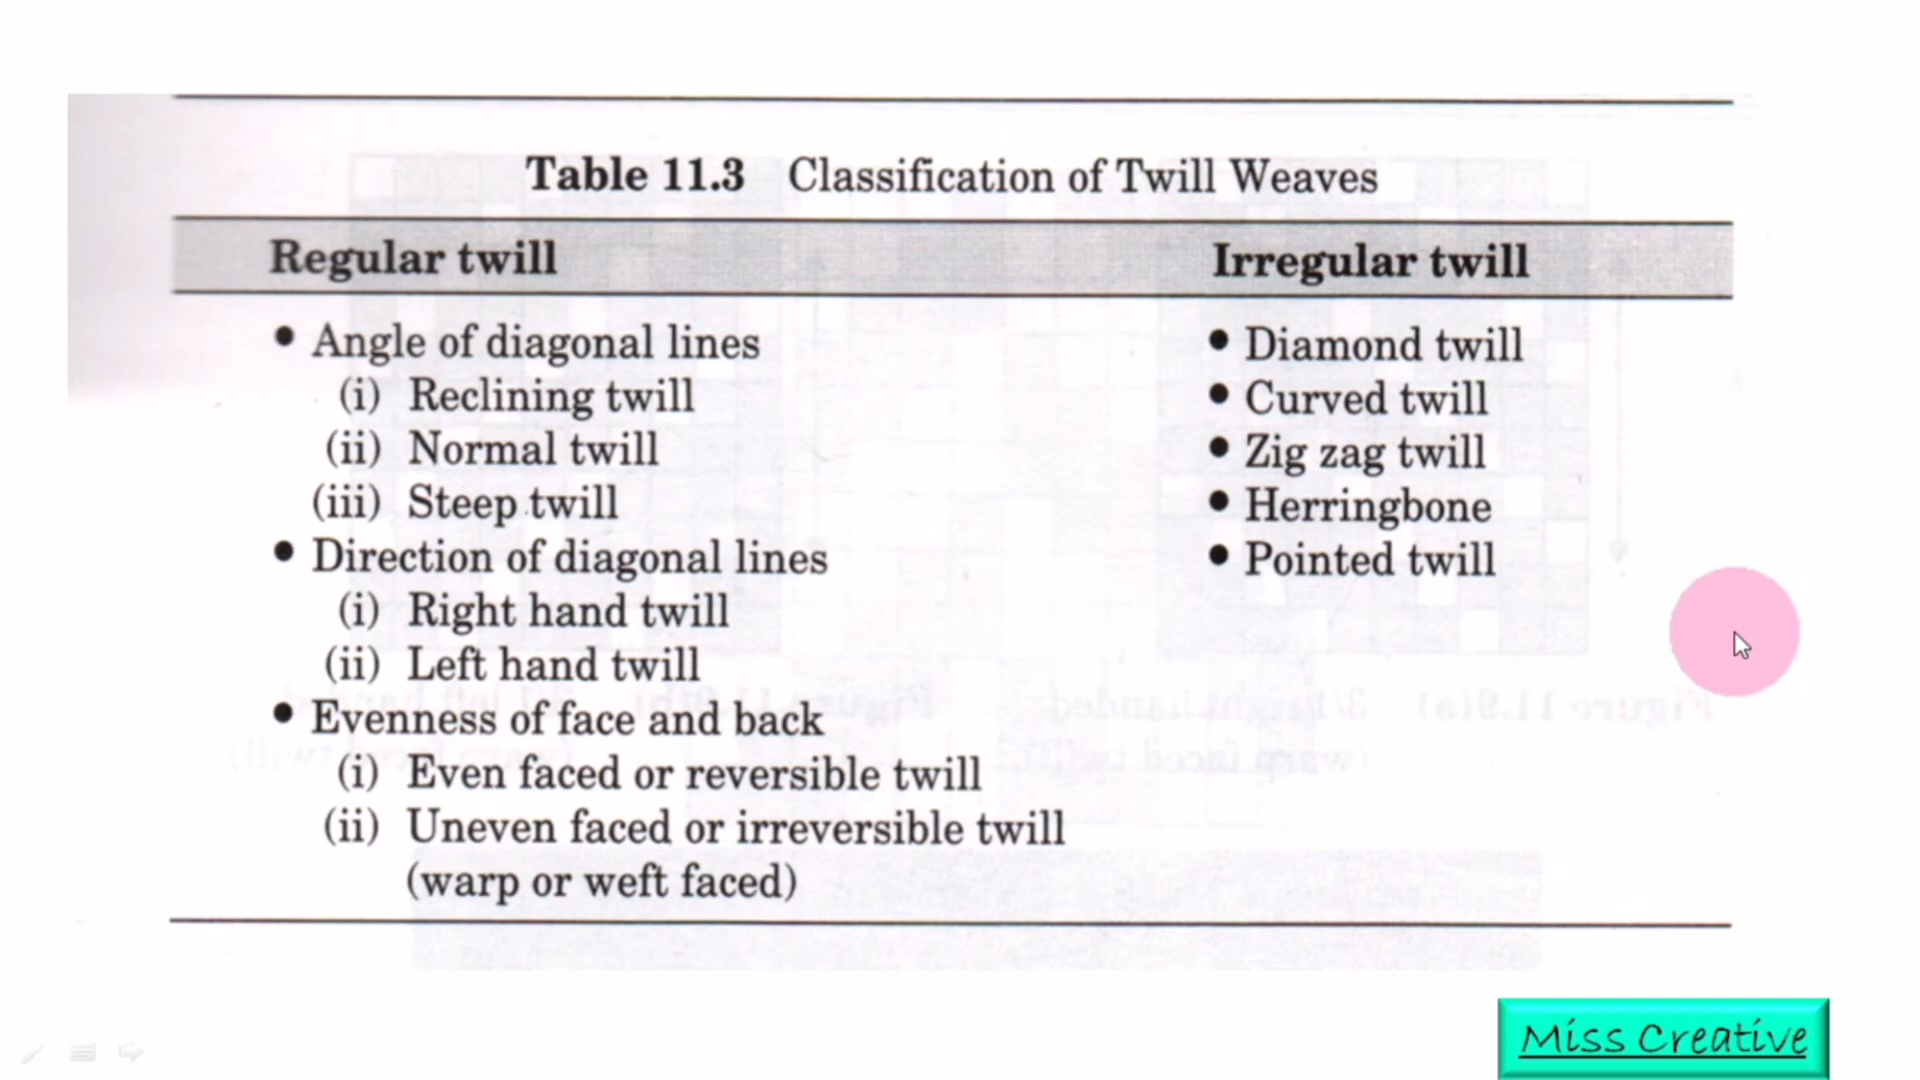 Table 11.3 Classification of Twill Weaves
Regular twill
Irregular twill
• Angle of diagonal lines
(i) Reclining twill
(ii) Normal twill
(iii) Steep twill
• Direction of diagonal lines
(i) Right hand twill
(ii) Left hand twill
• Evenness of face and back
(i) Even faced or reversible twill
(ii) Uneven faced or irreversible twill
(warp or weft faced)
• Diamond twill
• Curved twill
• Zig zag twill
• Herringbone
• Pointed twill
Miss Creative